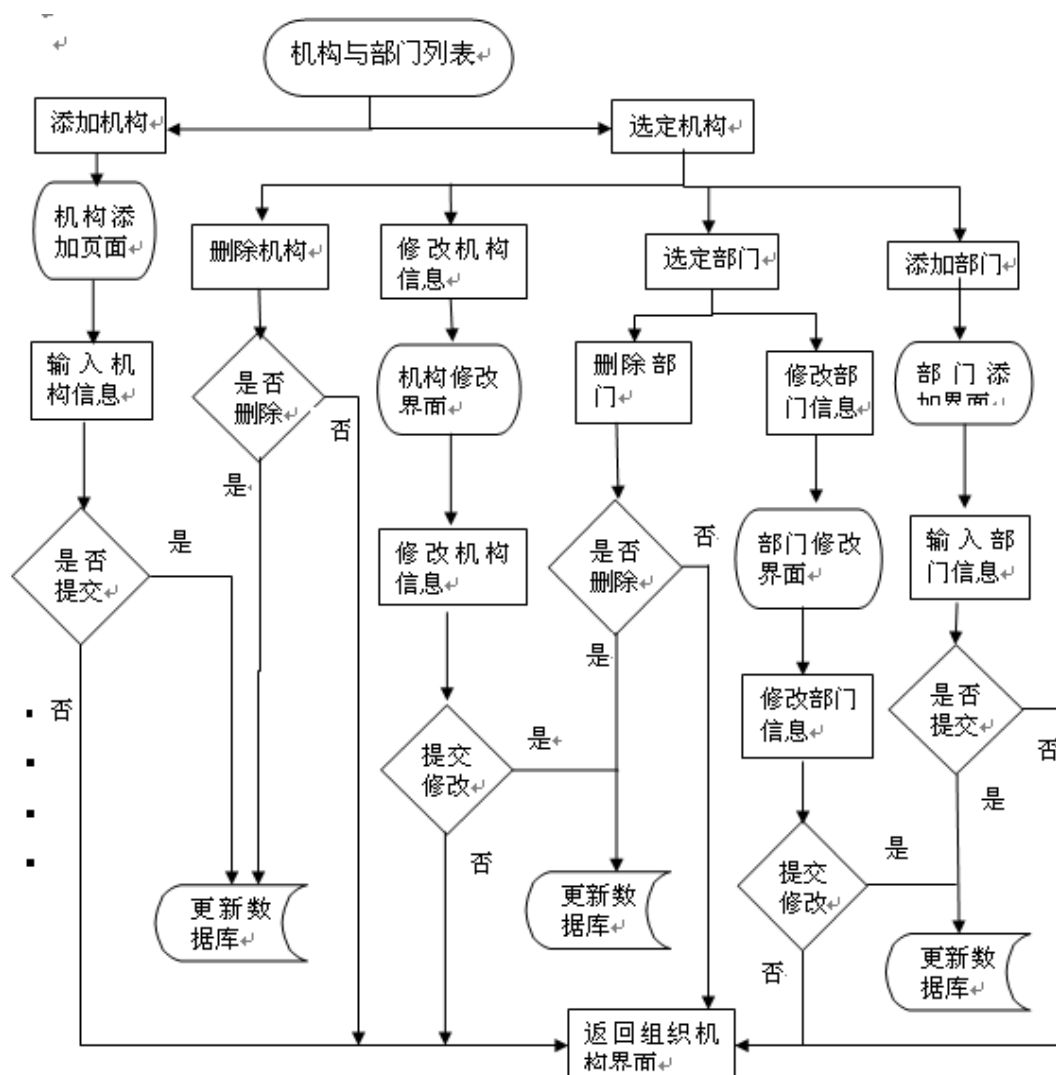 机构与部门列表
添加机构
选定机构
机构添
加页面
删除机构
修改机构
信息
选定部门
添加部门
输入机
构信息
是否
删除
否
机构修改
界面
删除部
门
修改部
门信息
部门添
加界面
是
是
是否
提交
是
修改机构
信息
是否
删除
否
部门修改
界面
输入部
门信息
否
是
提交
修改
是
修改部门
信息
是否
提交
否
是
否
更新数
据库
更新数
据库
提交
修改
是
否
更新数
据库
返回组织机
构界面